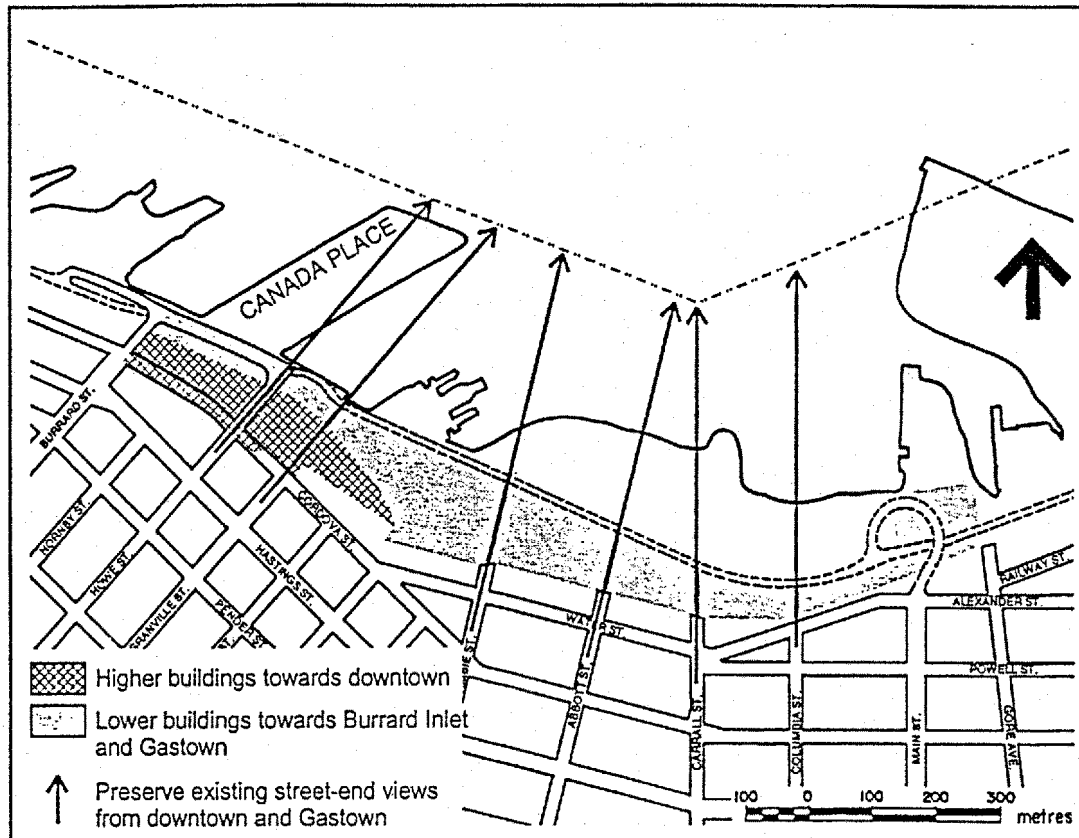 CANADA PLACE
BURRARD ST.
HORNBY ST.
HOWE ST.
GRANVILLE ST.
PENDER ST.
ST.
HASTINGS ST.
CORDOVA ST.
WATER ST.
ABBOTT ST.
CARRALL ST.
COLUMBIA ST.
MAIN ST.
GORE AVE.
RAILWAY ST.
ALEXANDER ST.
POWELL ST.
Higher buildings towards downtown
Lower buildings towards Burrard Inlet
and Gastown
Preserve existing street-end views
from downtown and Gastown
100 0 100 200 300
metres